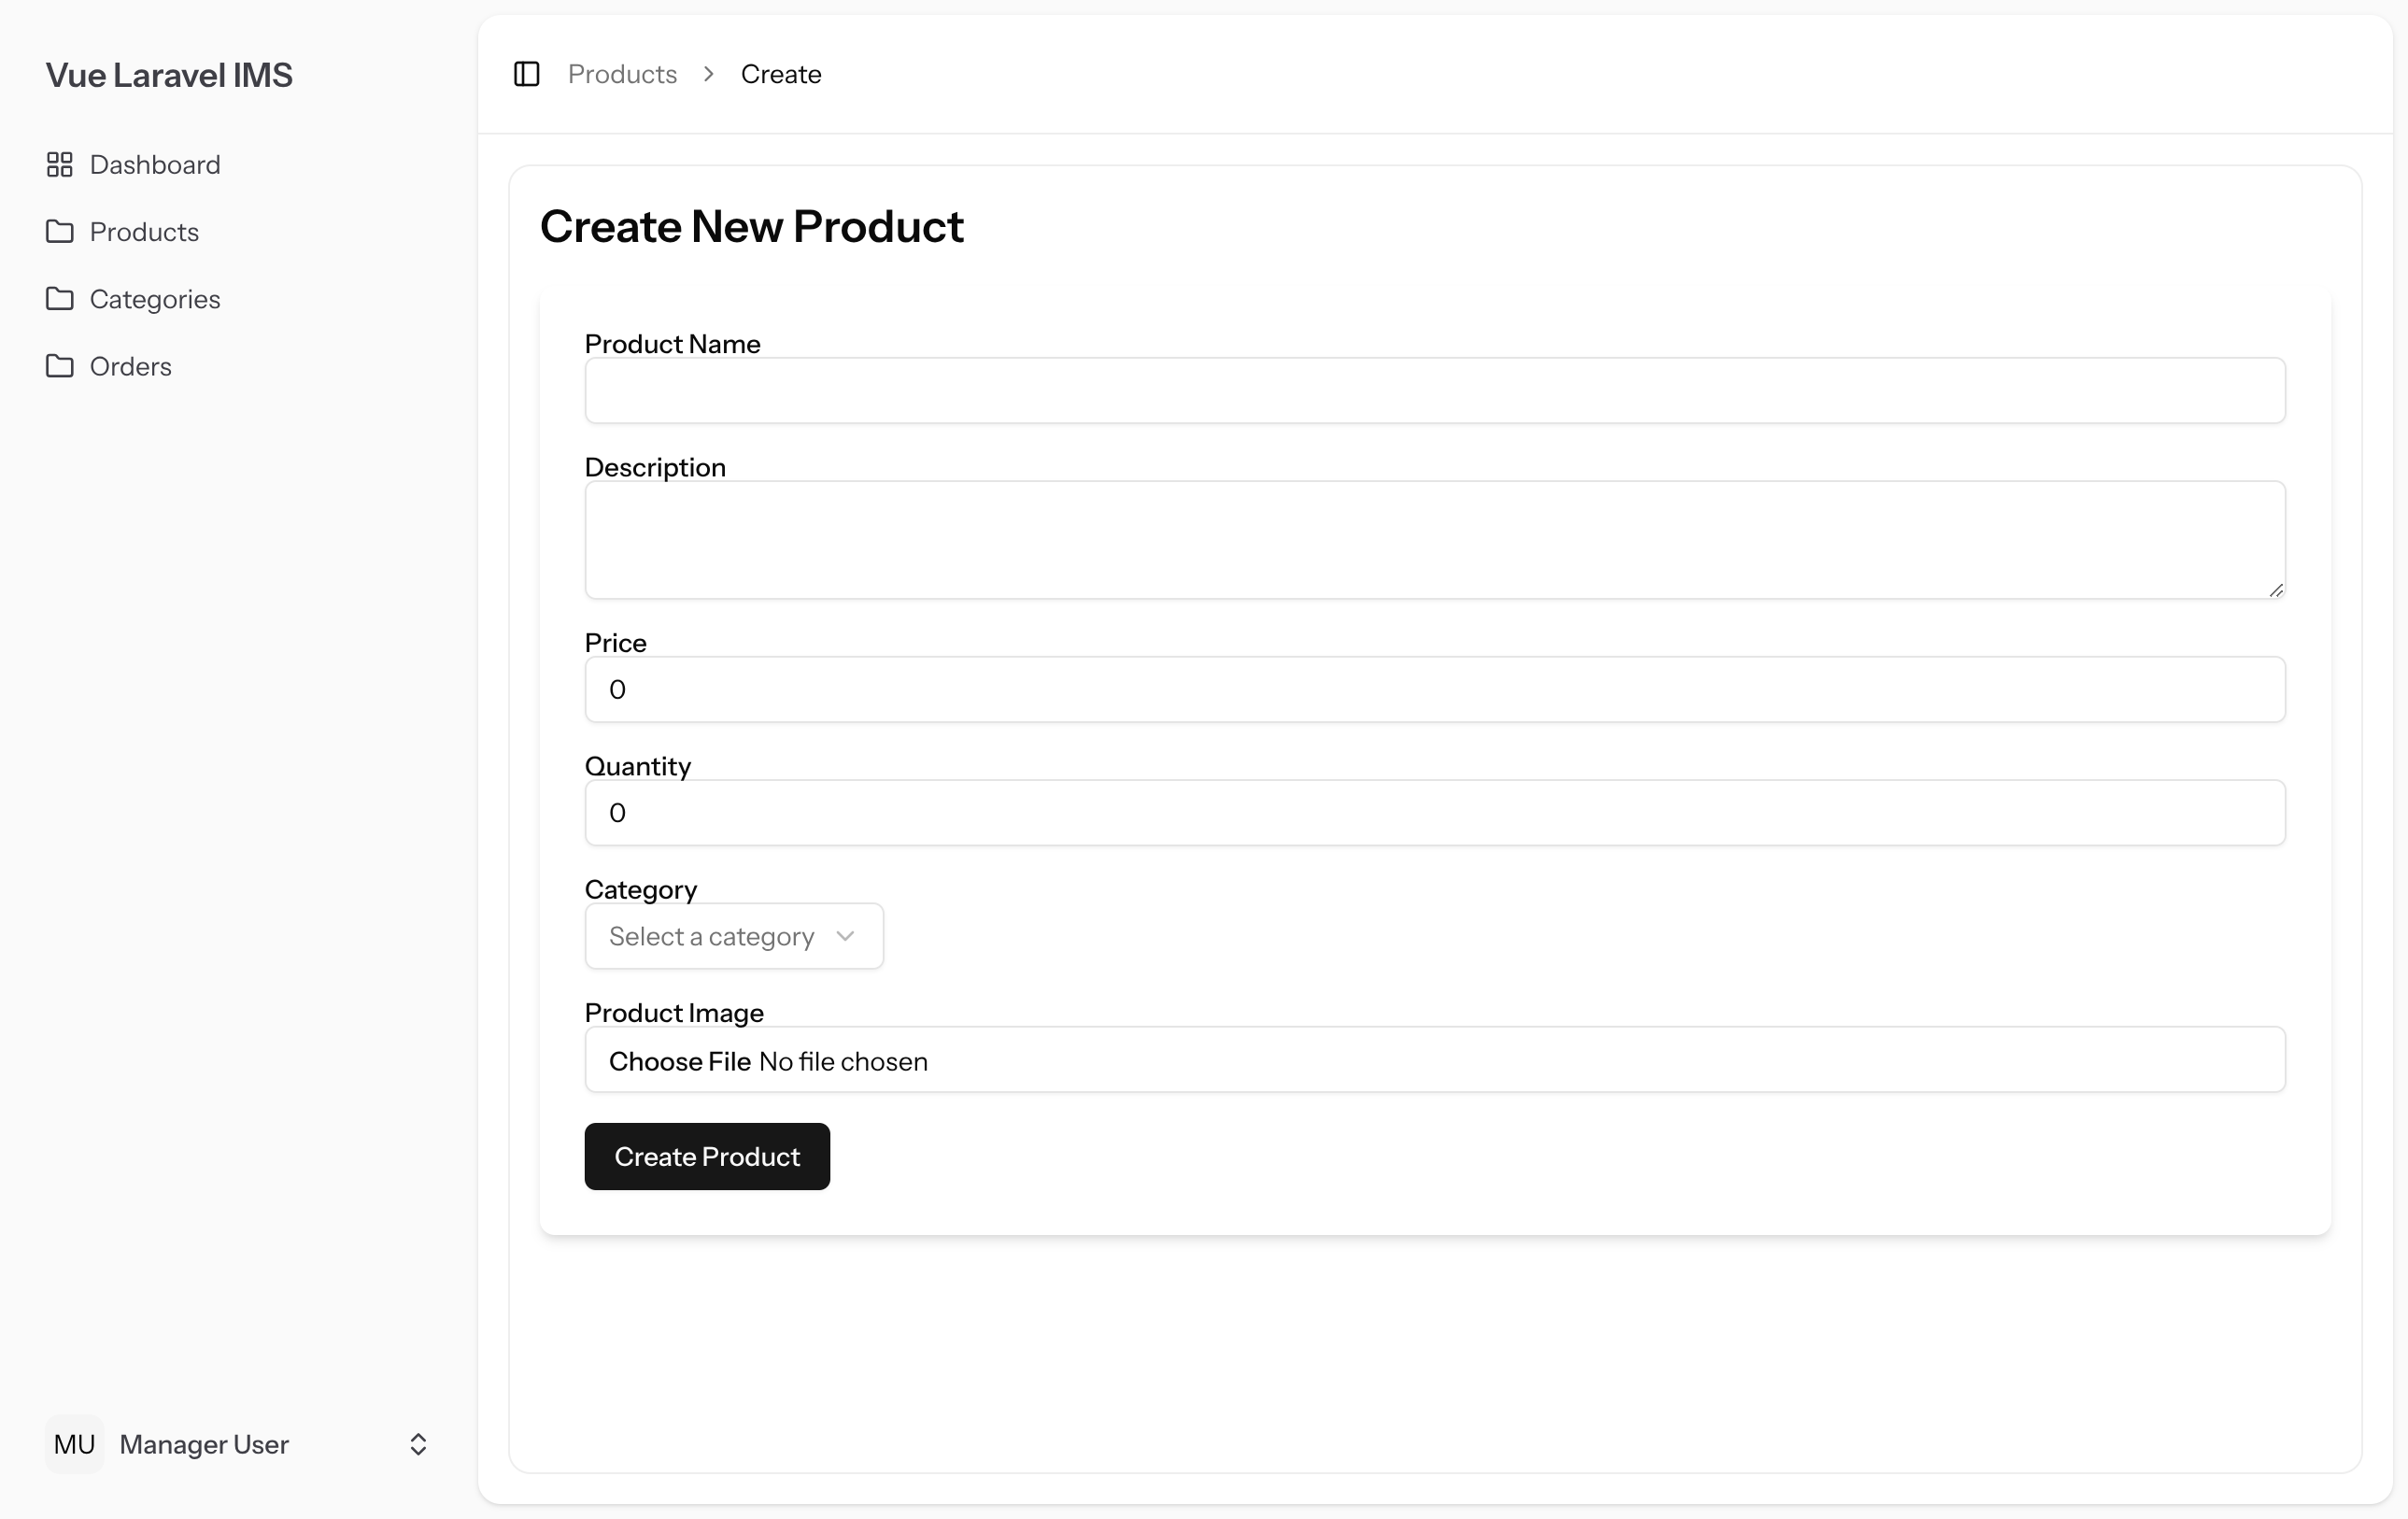 Vue Laravel IMS
Dashboard
Products
Categories
Orders
MU Manager User
Products > Create
Create New Product
Product Name
Description
Price
0
Quantity
0
Category
Select a category
Product Image
Choose File No file chosen
Create Product